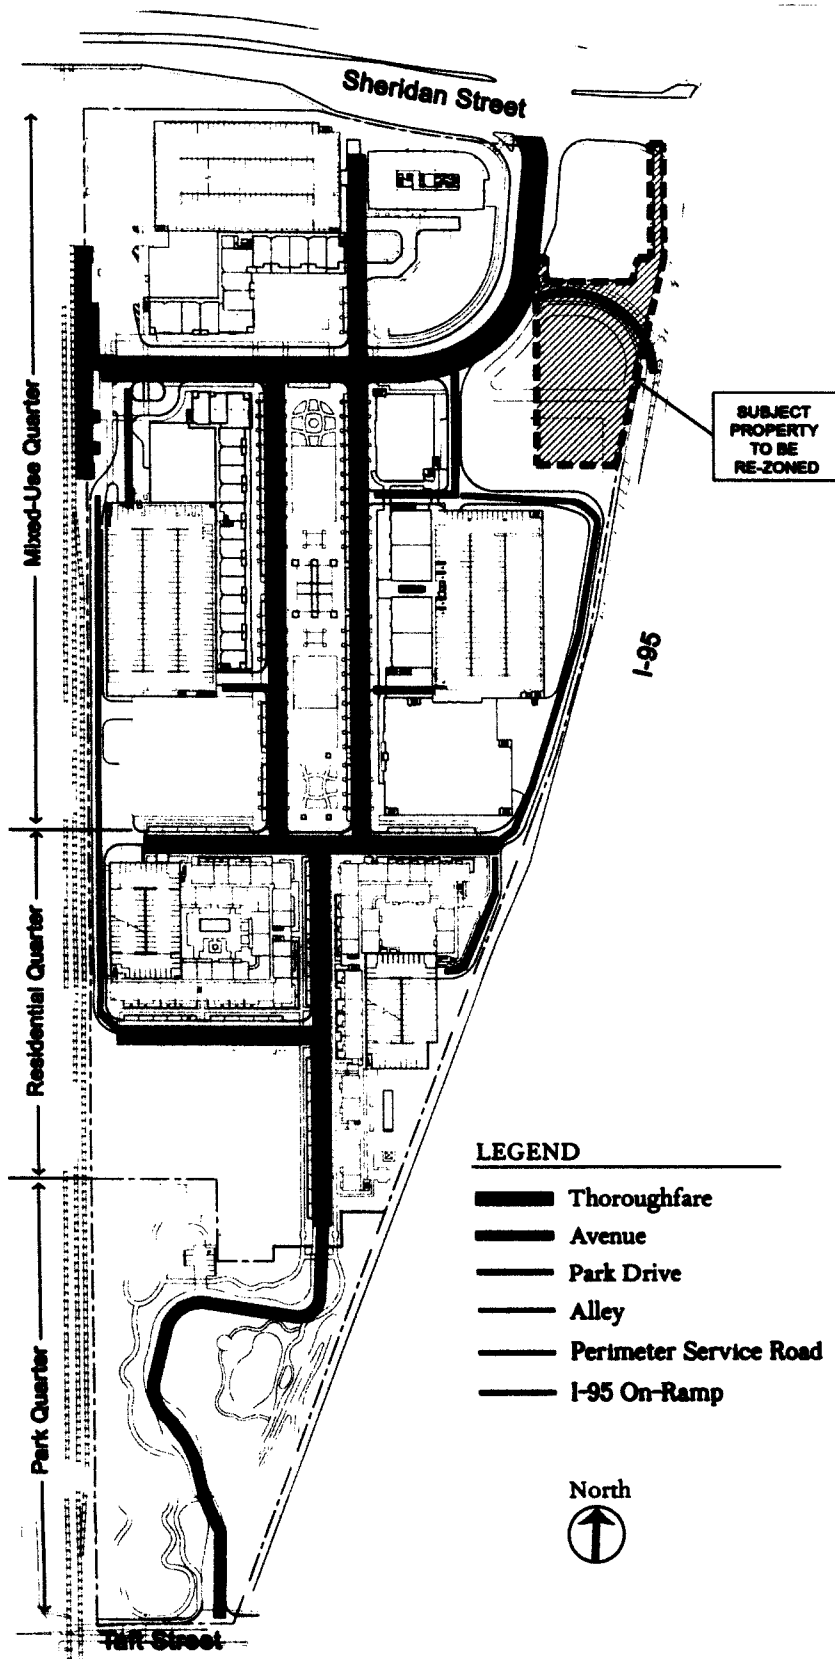 Sheridan Street
Mixed-Use Quarter
SUBJECT
PROPERTY
TO BE
RE-ZONED
I-95
Residential Quarter
LEGEND
Thoroughfare
Avenue
Park Drive
Alley
Perimeter Service Road
I-95 On-Ramp
Park Quarter
North
Taft Street